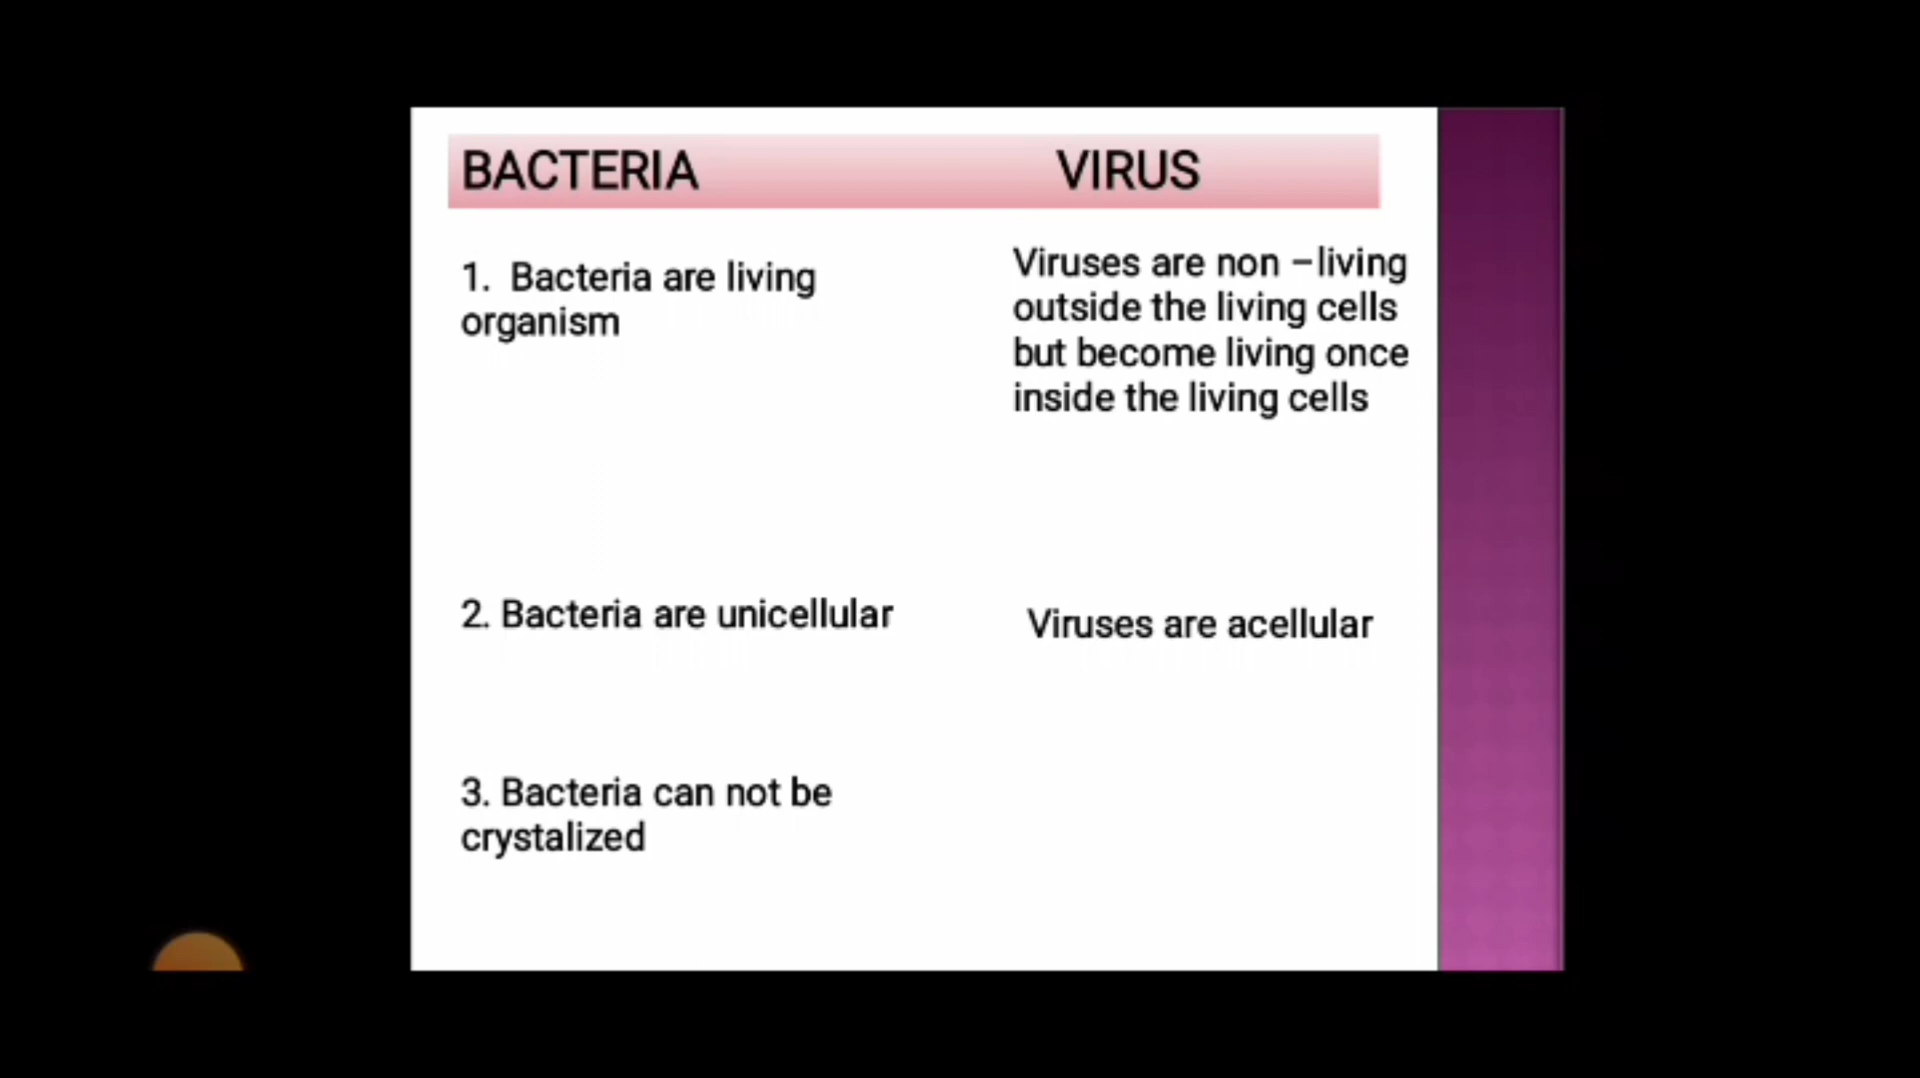 BACTERIA VIRUS
1. Bacteria are living
organism
Viruses are non –living
outside the living cells
but become living once
inside the living cells
2. Bacteria are unicellular
Viruses are acellular
3. Bacteria can not be
crystalized